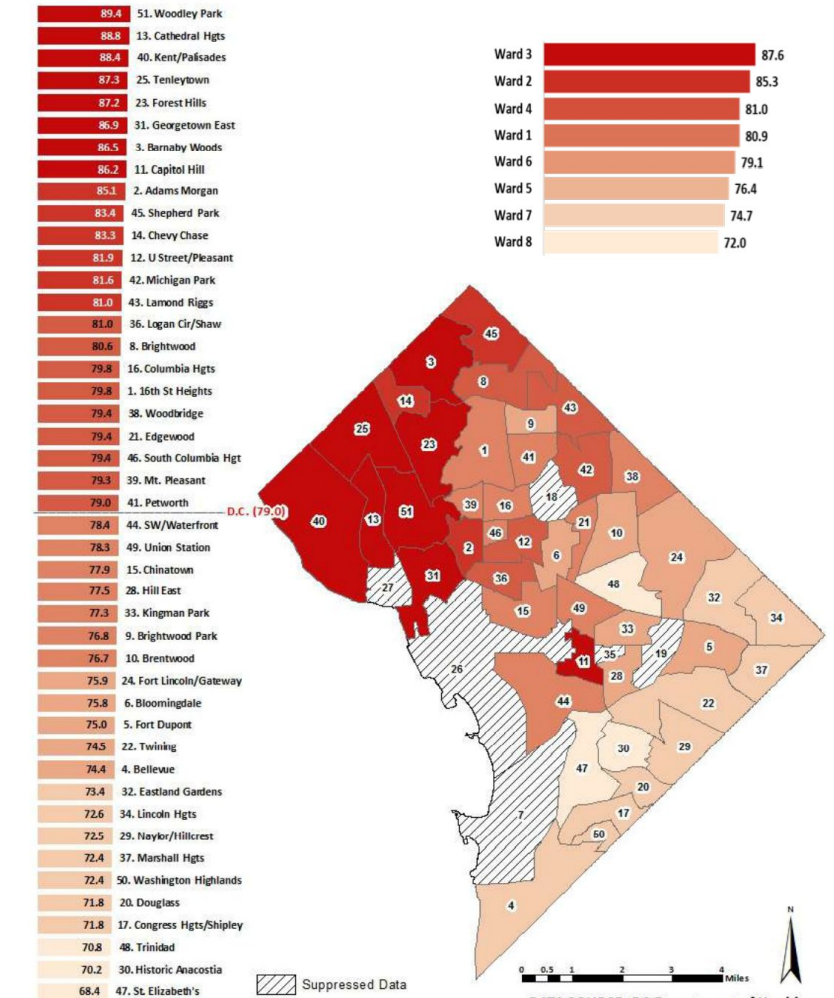 89.4 51. Woodley Park
88.8 13. Cathedral Hgts
88.4 40. Kent/Palisades
87.3 25. Tenleytown
87.2 23. Forest Hills
86.9 31. Georgetown East
86.5 3. Barnaby Woods
86.2 11. Capitol Hill
85.1 2. Adams Morgan
83.4 45. Shepherd Park
83.3 14. Chevy Chase
81.9 12. U Street/Pleasant
81.6 42. Michigan Park
81.0 43. Lamond Riggs
81.0 36. Logan Cir/Shaw
80.6 8. Brightwood
79.8 16. Columbia Hgts
79.8 1. 16th St Heights
79.4 38. Woodbridge
79.4 21. Edgewood
79.4 46. South Columbia Hgt
79.3 39. Mt. Pleasant
79.0 41. Petworth
D.C. (79.0)
78.4 44. SW/Waterfront
78.3 49. Union Station
77.9 15. Chinatown
77.5 28. Hill East
77.3 33. Kingman Park
76.8 9. Brightwood Park
76.7 10. Brentwood
75.9 24. Fort Lincoln/Gateway
75.8 6. Bloomingdale
75.0 5. Fort Dupont
74.5 22. Twining
74.4 4. Bellevue
73.4 32. Eastland Gardens
72.6 34. Lincoln Hgts
72.5 29. Naylor/Hillcrest
72.4 37. Marshall Hgts
72.4 50. Washington Highlands
71.8 20. Douglass
71.8 17. Congress Hgts/Shipley
70.8 48. Trinidad
70.2 30. Historic Anacostia
68.4 47. St. Elizabeth's
Ward 3 87.6
Ward 2 85.3
Ward 4 81.0
Ward 1 80.9
Ward 6 79.1
Ward 5 76.4
Ward 7 74.7
Ward 8 72.0
45
3
8
14
43
9
25
23
1
41
42
38
18
39
16
51
40
13
21
10
46
12
2
6
24
36
31
27
48
32
15
49
34
33
5
35
19
11
26
28
37
44
22
30
29
47
20
17
7
50
4
Suppressed Data
N
0 0.5 1 2 3 4
Miles